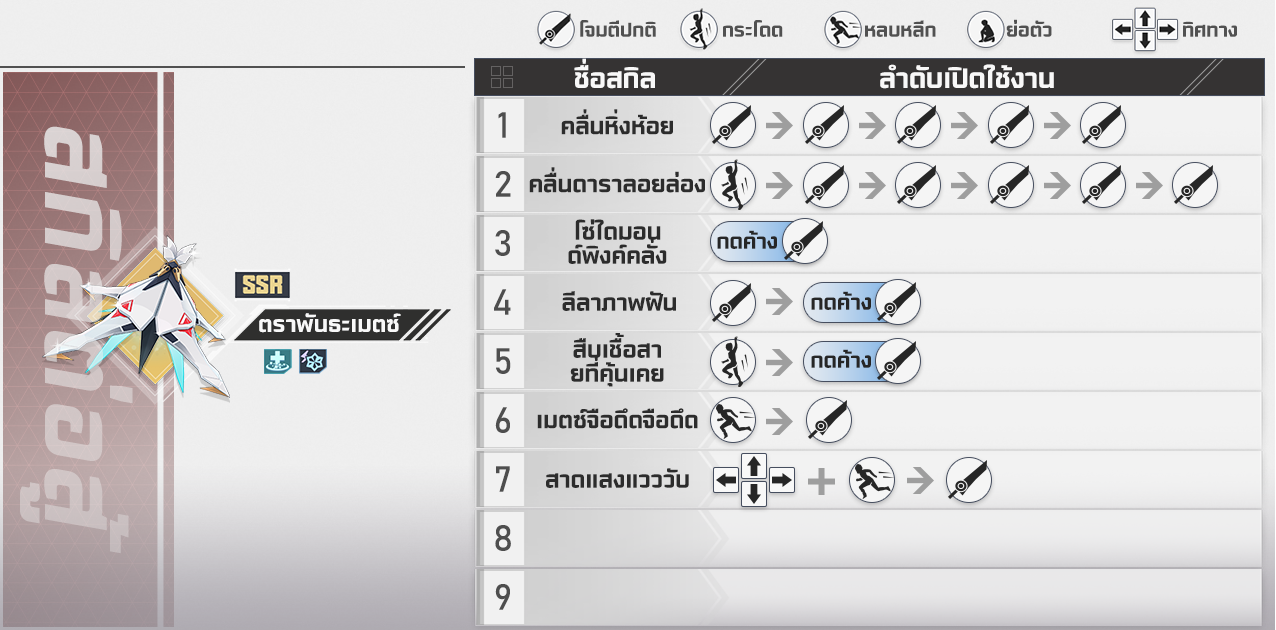 โจมตีปกติ กระโดด หลบหลีก ย่อตัว ทิศทาง
ชื่อสกิล ลำดับเปิดใช้งาน
สกิลต่อสู้
SSR
ตราพันธะเมตซ์
1 คลื่นหิ่งห้อย
2 คลื่นดาราลอยล่อง
3 โซ่ไดมอน
ด์พิงค์คลั่ง กดค้าง
4 ลีลาภาพฝัน กดค้าง
5 สืบเชื้อสา
ยที่คุ้นเคย กดค้าง
6 เมตซ์จือดึดจือดึด
7 สาดแสงแวววับ
8
9